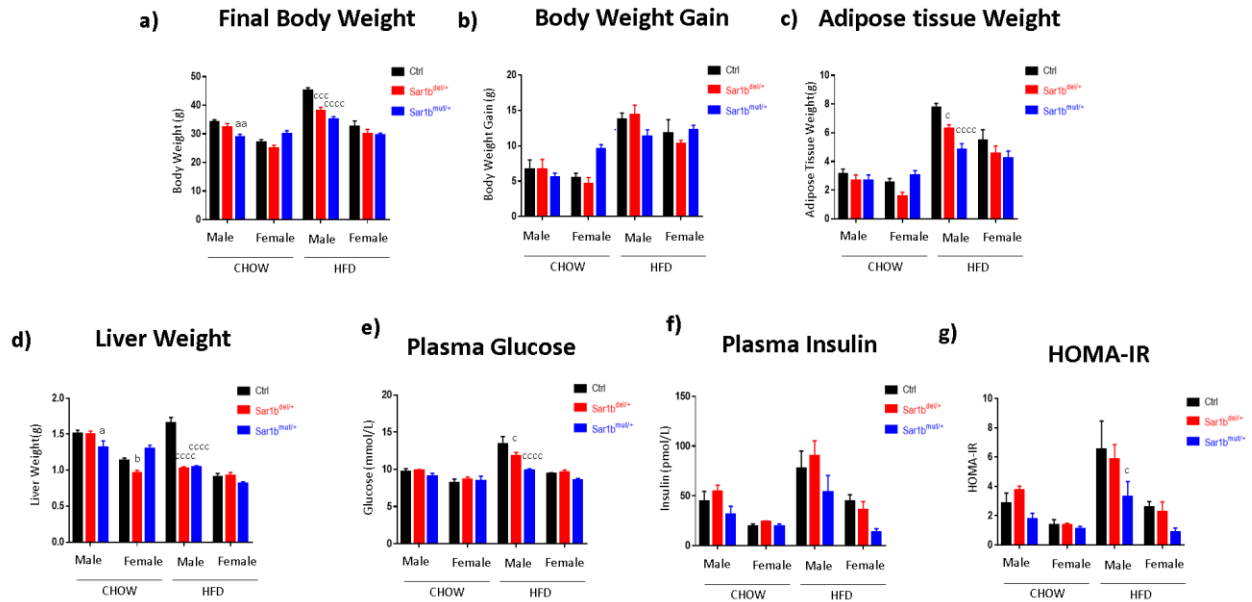 a) Final Body Weight
Body Weight (g)
60
50
40
30
20
10
0
aa
ccc
cccc
Ctrl
Sar1b^del/+
Sar1b^mut/+
Male Female Male Female
CHOW HFD
b) Body Weight Gain
Body Weight Gain (g)
20
15
10
5
0
Ctrl
Sar1b^del/+
Sar1b^mut/+
Male Female Male Female
CHOW HFD
c) Adipose tissue Weight
Adipose Tissue Weight(g)
10
8
6
4
2
0
c
cccc
Ctrl
Sar1b^del/+
Sar1b^mut/+
Male Female Male Female
CHOW HFD
d) Liver Weight
Liver Weight(g)
2.0
1.5
1.0
0.5
0.0
a
b
cccc
cccc
Ctrl
Sar1b^del/+
Sar1b^mut/+
Male Female Male Female
CHOW HFD
e) Plasma Glucose
Glucose (mmol/L)
20
15
10
5
0
c
cccc
Ctrl
Sar1b^del/+
Sar1b^mut/+
Male Female Male Female
CHOW HFD
f) Plasma Insulin
Insulin (pmol/L)
150
100
50
0
Ctrl
Sar1b^del/+
Sar1b^mut/+
Male Female Male Female
CHOW HFD
g) HOMA-IR
HOMA-IR
10
8
6
4
2
0
c
Ctrl
Sar1b^del/+
Sar1b^mut/+
Male Female Male Female
CHOW HFD